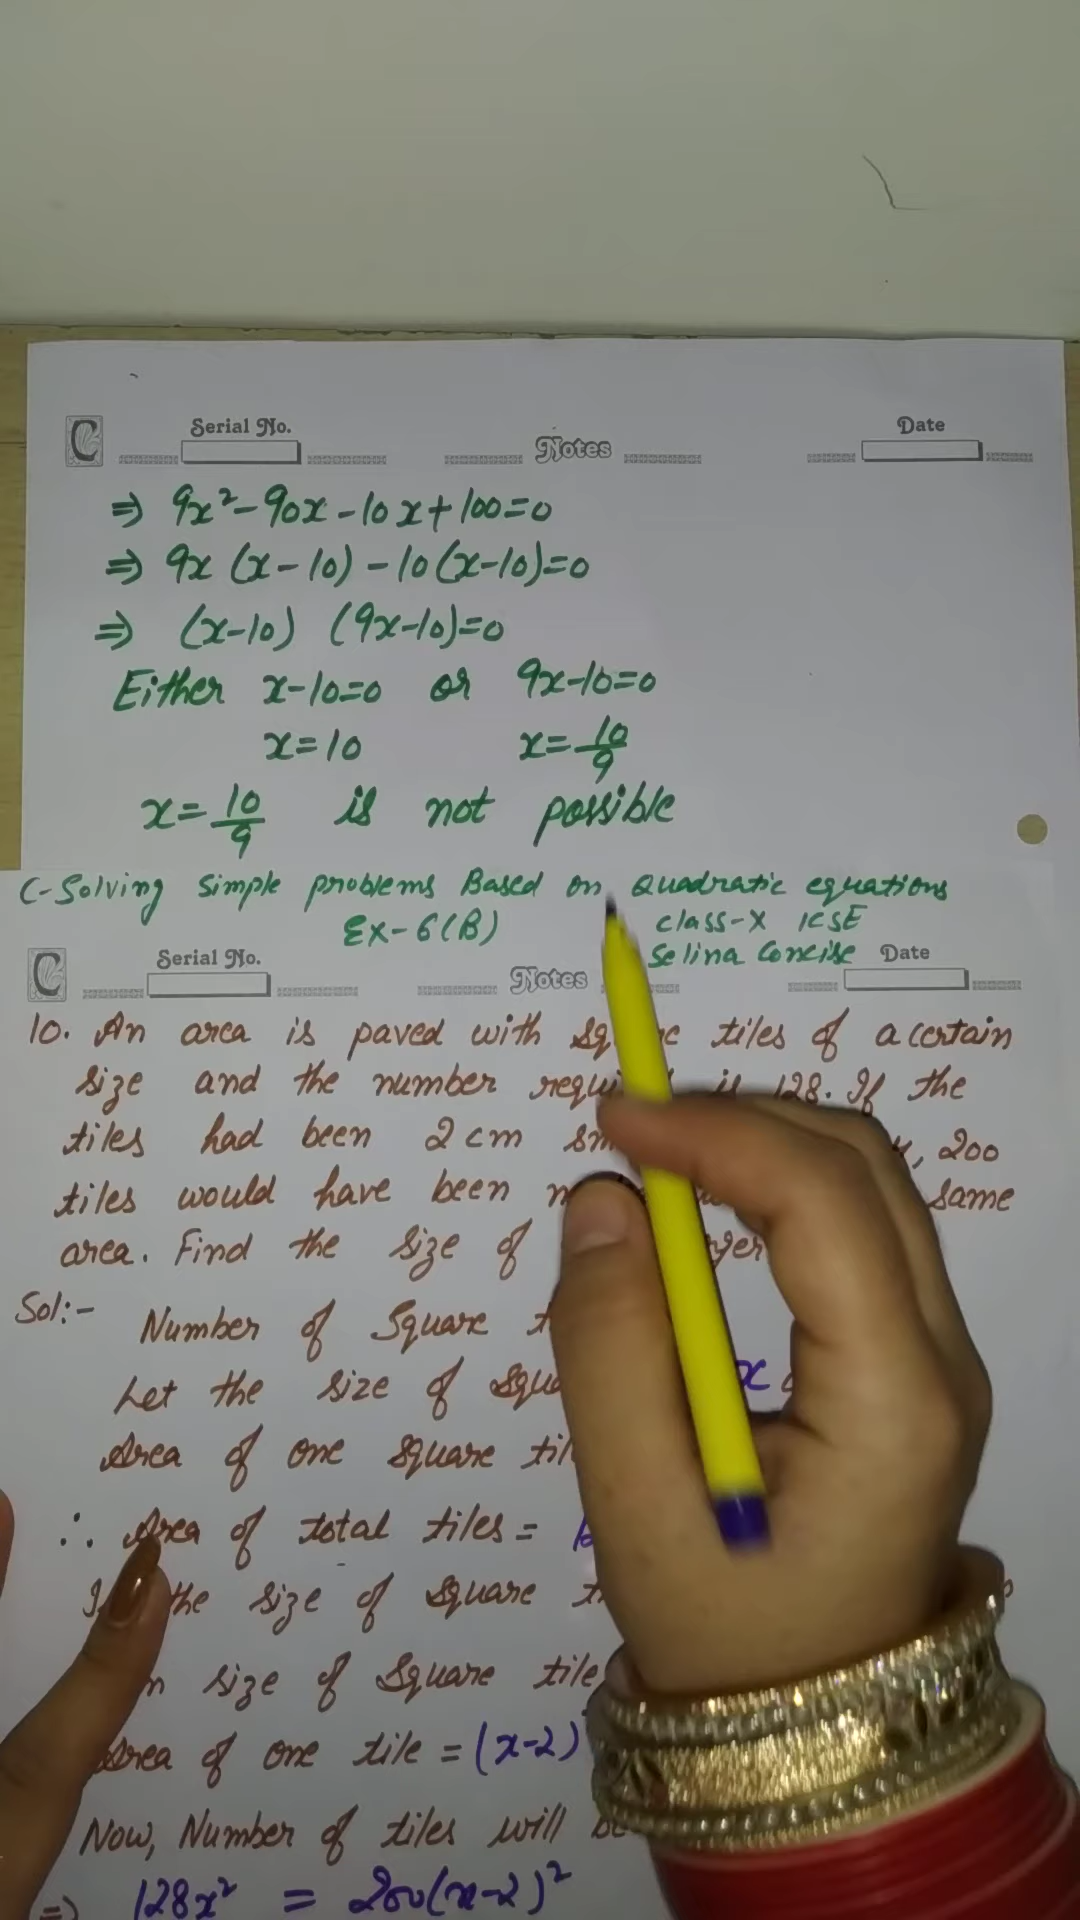 C Serial No. Notes Date
⇒ 9x²-90x-10x+100=0
⇒ 9x (x-10) -10(x-10)=0
⇒ (x-10) (9x-10)=0
Either x-10=0 or 9x-10=0
x=10 x=10/9
x=10/9 is not possible
C-Solving simple problems Based on Quadratic equations
Ex-6(B) class-X ICSE
Selina Concise
C Serial No. Notes Date
10. An area is paved with tiles of a certain
size and the number is 128. If the
tiles had been 2 cm 200
tiles would have been same
area. Find the size of
Sol:- Number of Square
Let the size of x
Area of one square
∴ Area of total tiles =
the size of square
size of Square tile
Area of one tile = (x-2)
Now, Number of tiles will be
⇒ 128x² = 200(x-2)²